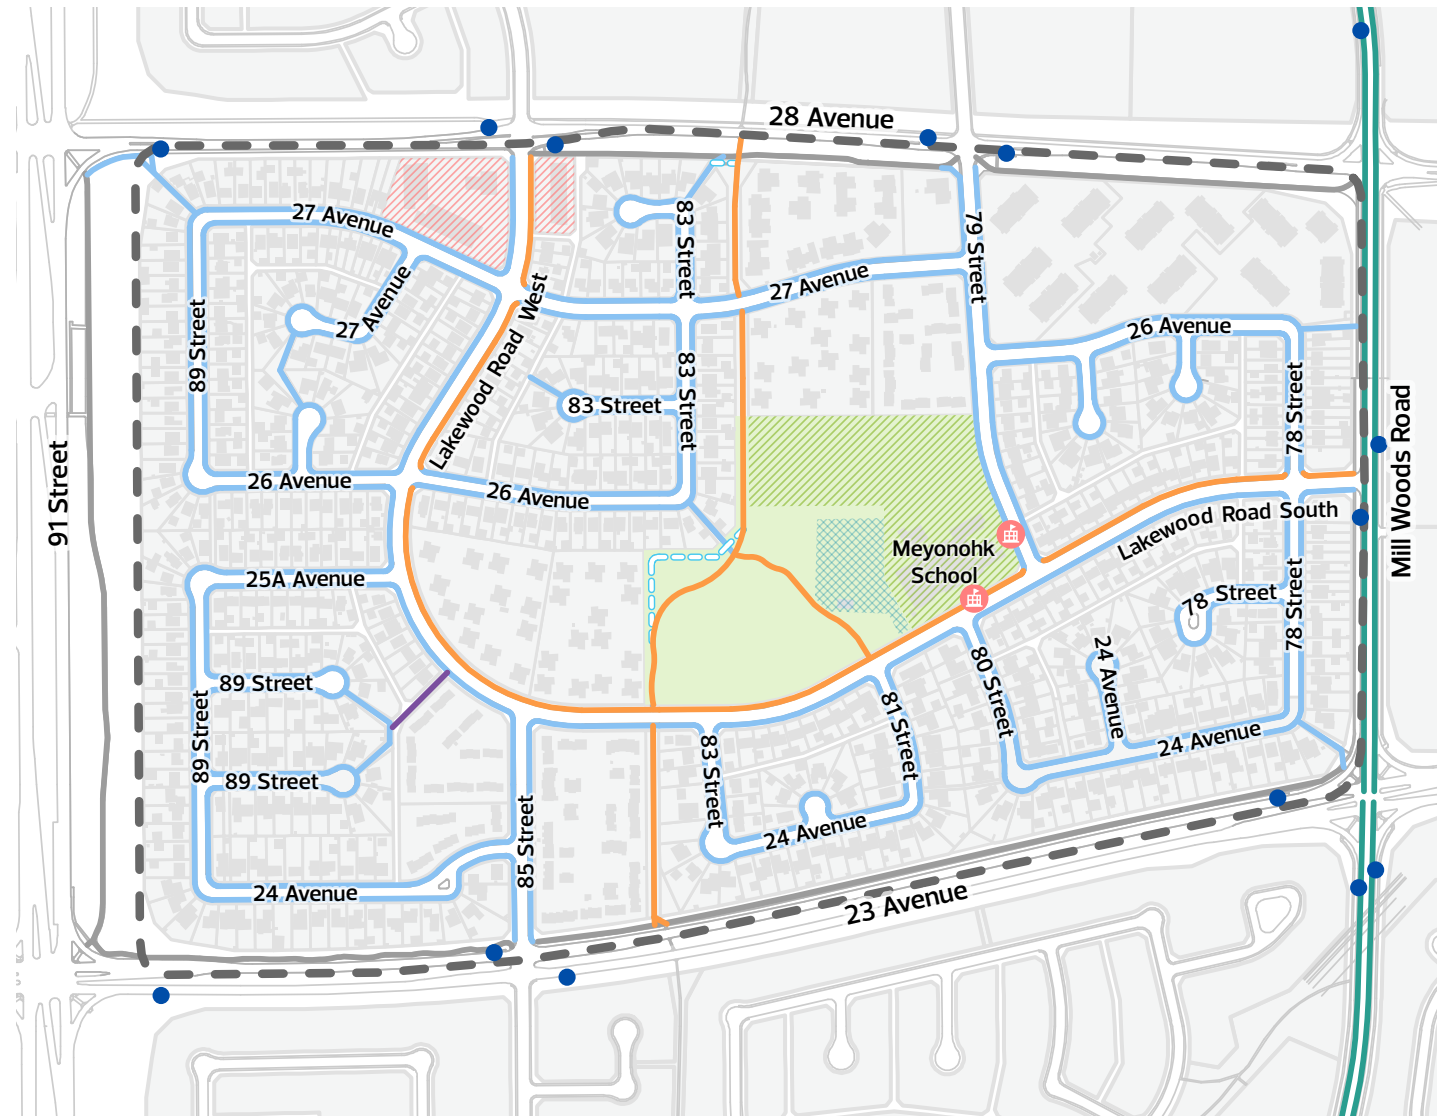 28 Avenue
27 Avenue
83 Street
79 Street
27 Avenue
27 Avenue
89 Street
Lakewood Road West
26 Avenue
83 Street
83 Street
78 Street
Mill Woods Road
91 Street
26 Avenue
26 Avenue
Lakewood Road South
Meyonohk
School
25A Avenue
78 Street
78 Street
24 Avenue
80 Street
89 Street
89 Street
81 Street
24 Avenue
83 Street
89 Street
24 Avenue
85 Street
24 Avenue
23 Avenue